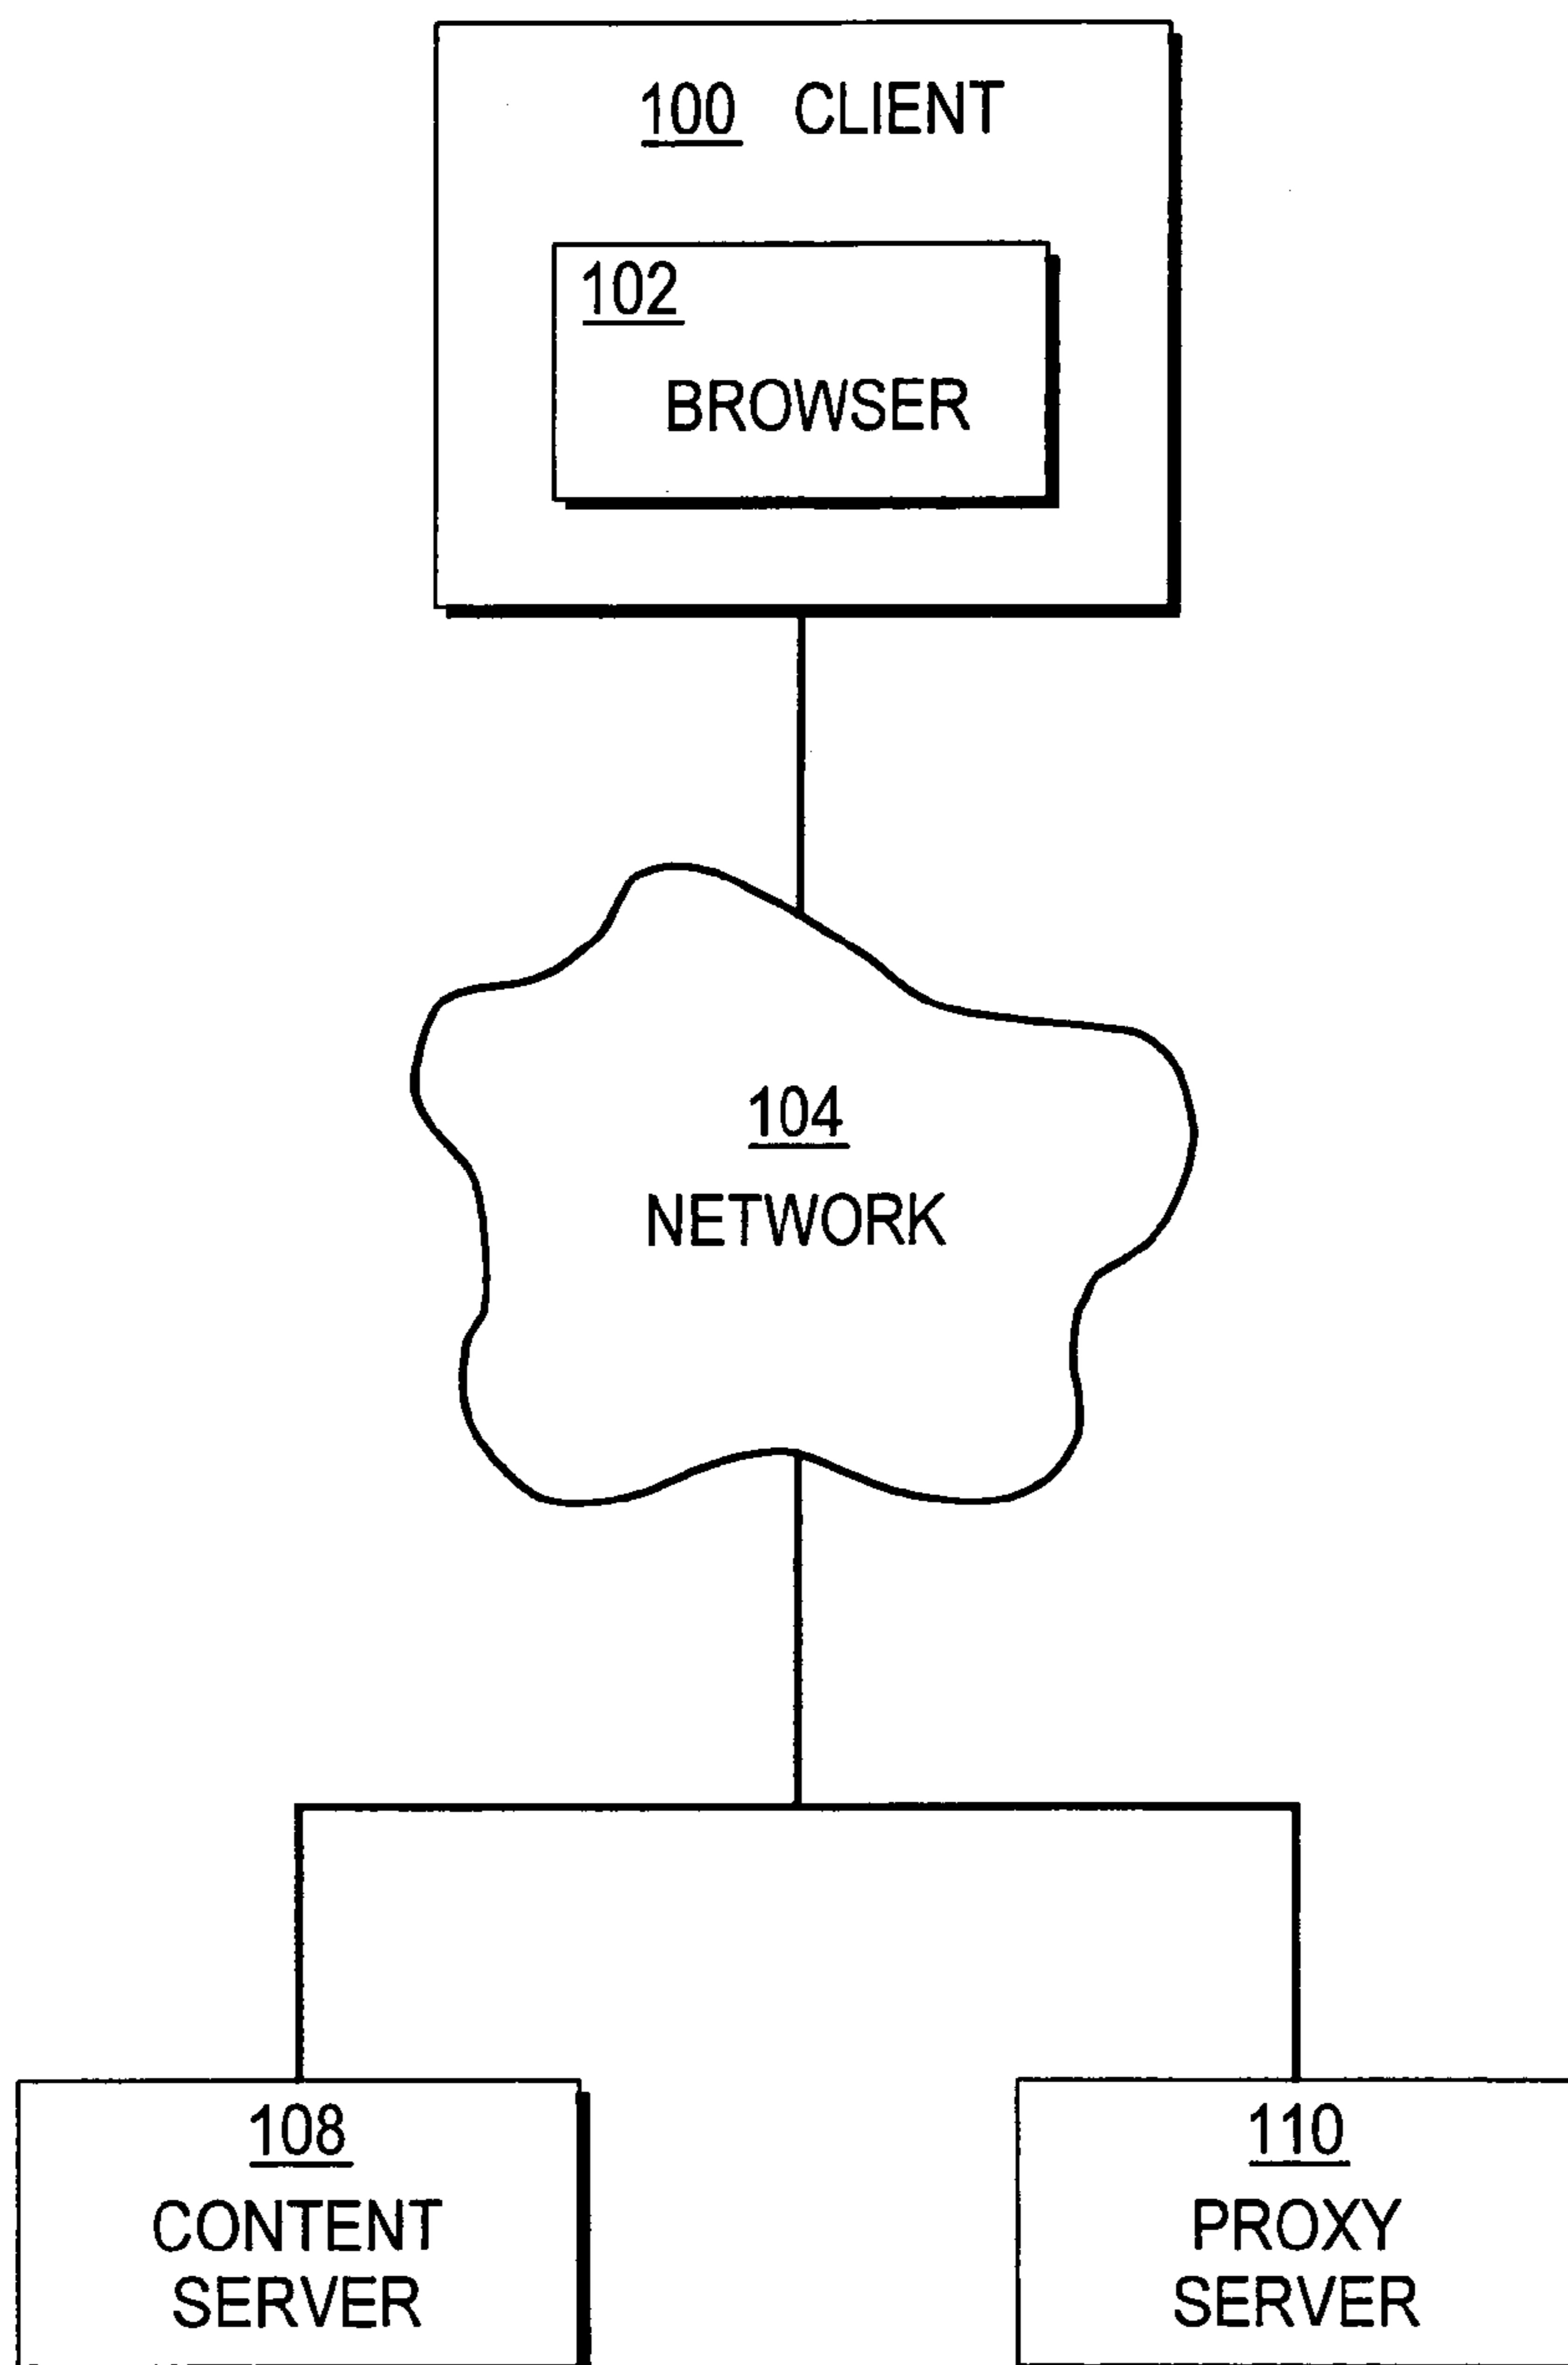 100 CLIENT
102
BROWSER
104
NETWORK
108
CONTENT
SERVER
110
PROXY
SERVER